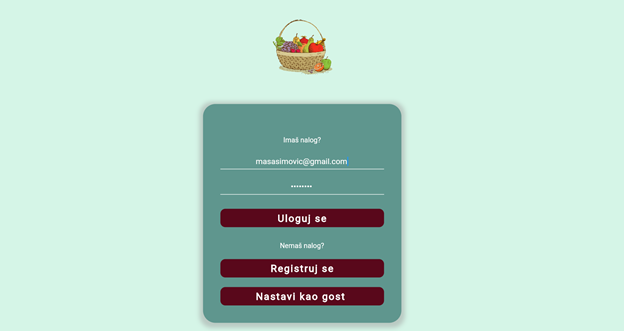 Imaš nalog?
masasimovic@gmail.com
••••••••
Uloguj se
Nemaš nalog?
Registruj se
Nastavi kao gost